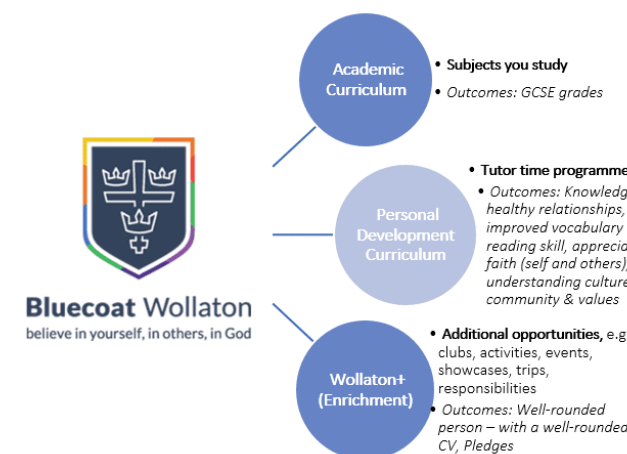 Bluecoat Wollaton
believe in yourself, in others, in God
Academic
Curriculum
• Subjects you study
• Outcomes: GCSE grades
Personal
Development
Curriculum
• Tutor time programme
• Outcomes: Knowledg
healthy relationships,
improved vocabulary
reading skill, apprecia
faith (self and others),
understanding culture
community & values
Wollaton+
(Enrichment)
• Additional opportunities, e.g
clubs, activities, events,
showcases, trips,
responsibilities
• Outcomes: Well-rounded
person – with a well-rounded
CV, Pledges